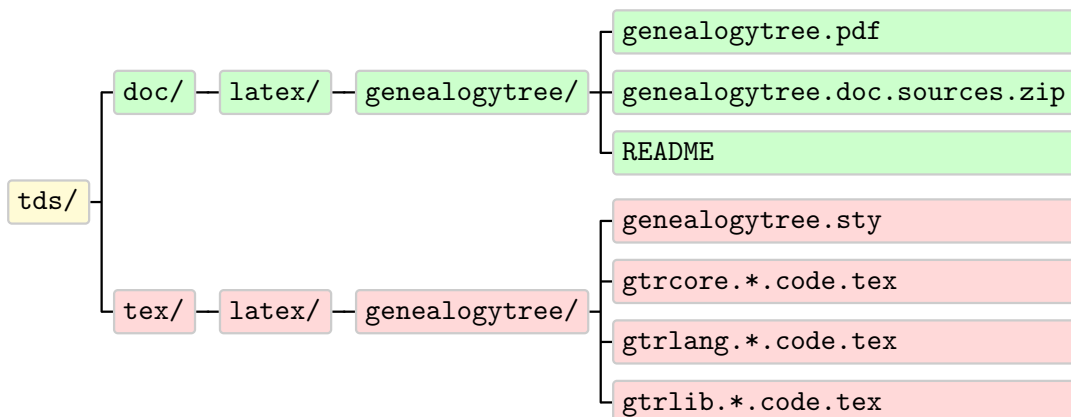 genealogytree.pdf
doc/ latex/ genealogytree/ genealogytree.doc.sources.zip
README
tds/
genealogytree.sty
gtrcore.*.code.tex
tex/ latex/ genealogytree/
gtrlang.*.code.tex
gtrlib.*.code.tex